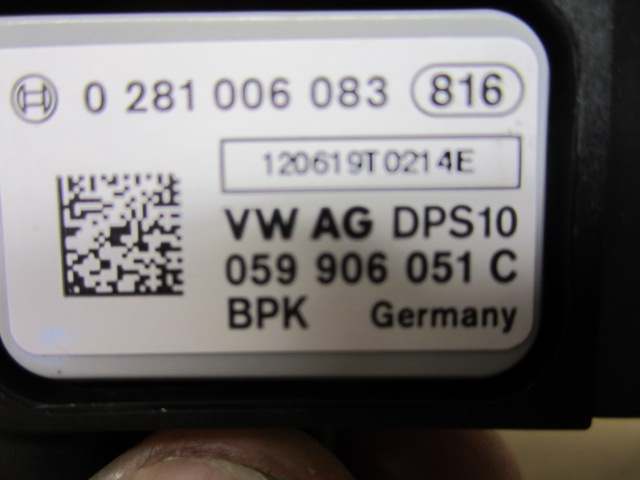 0 281 006 083 816
120619T0214E
VW AG DPS10
059 906 051 C
BPK Germany